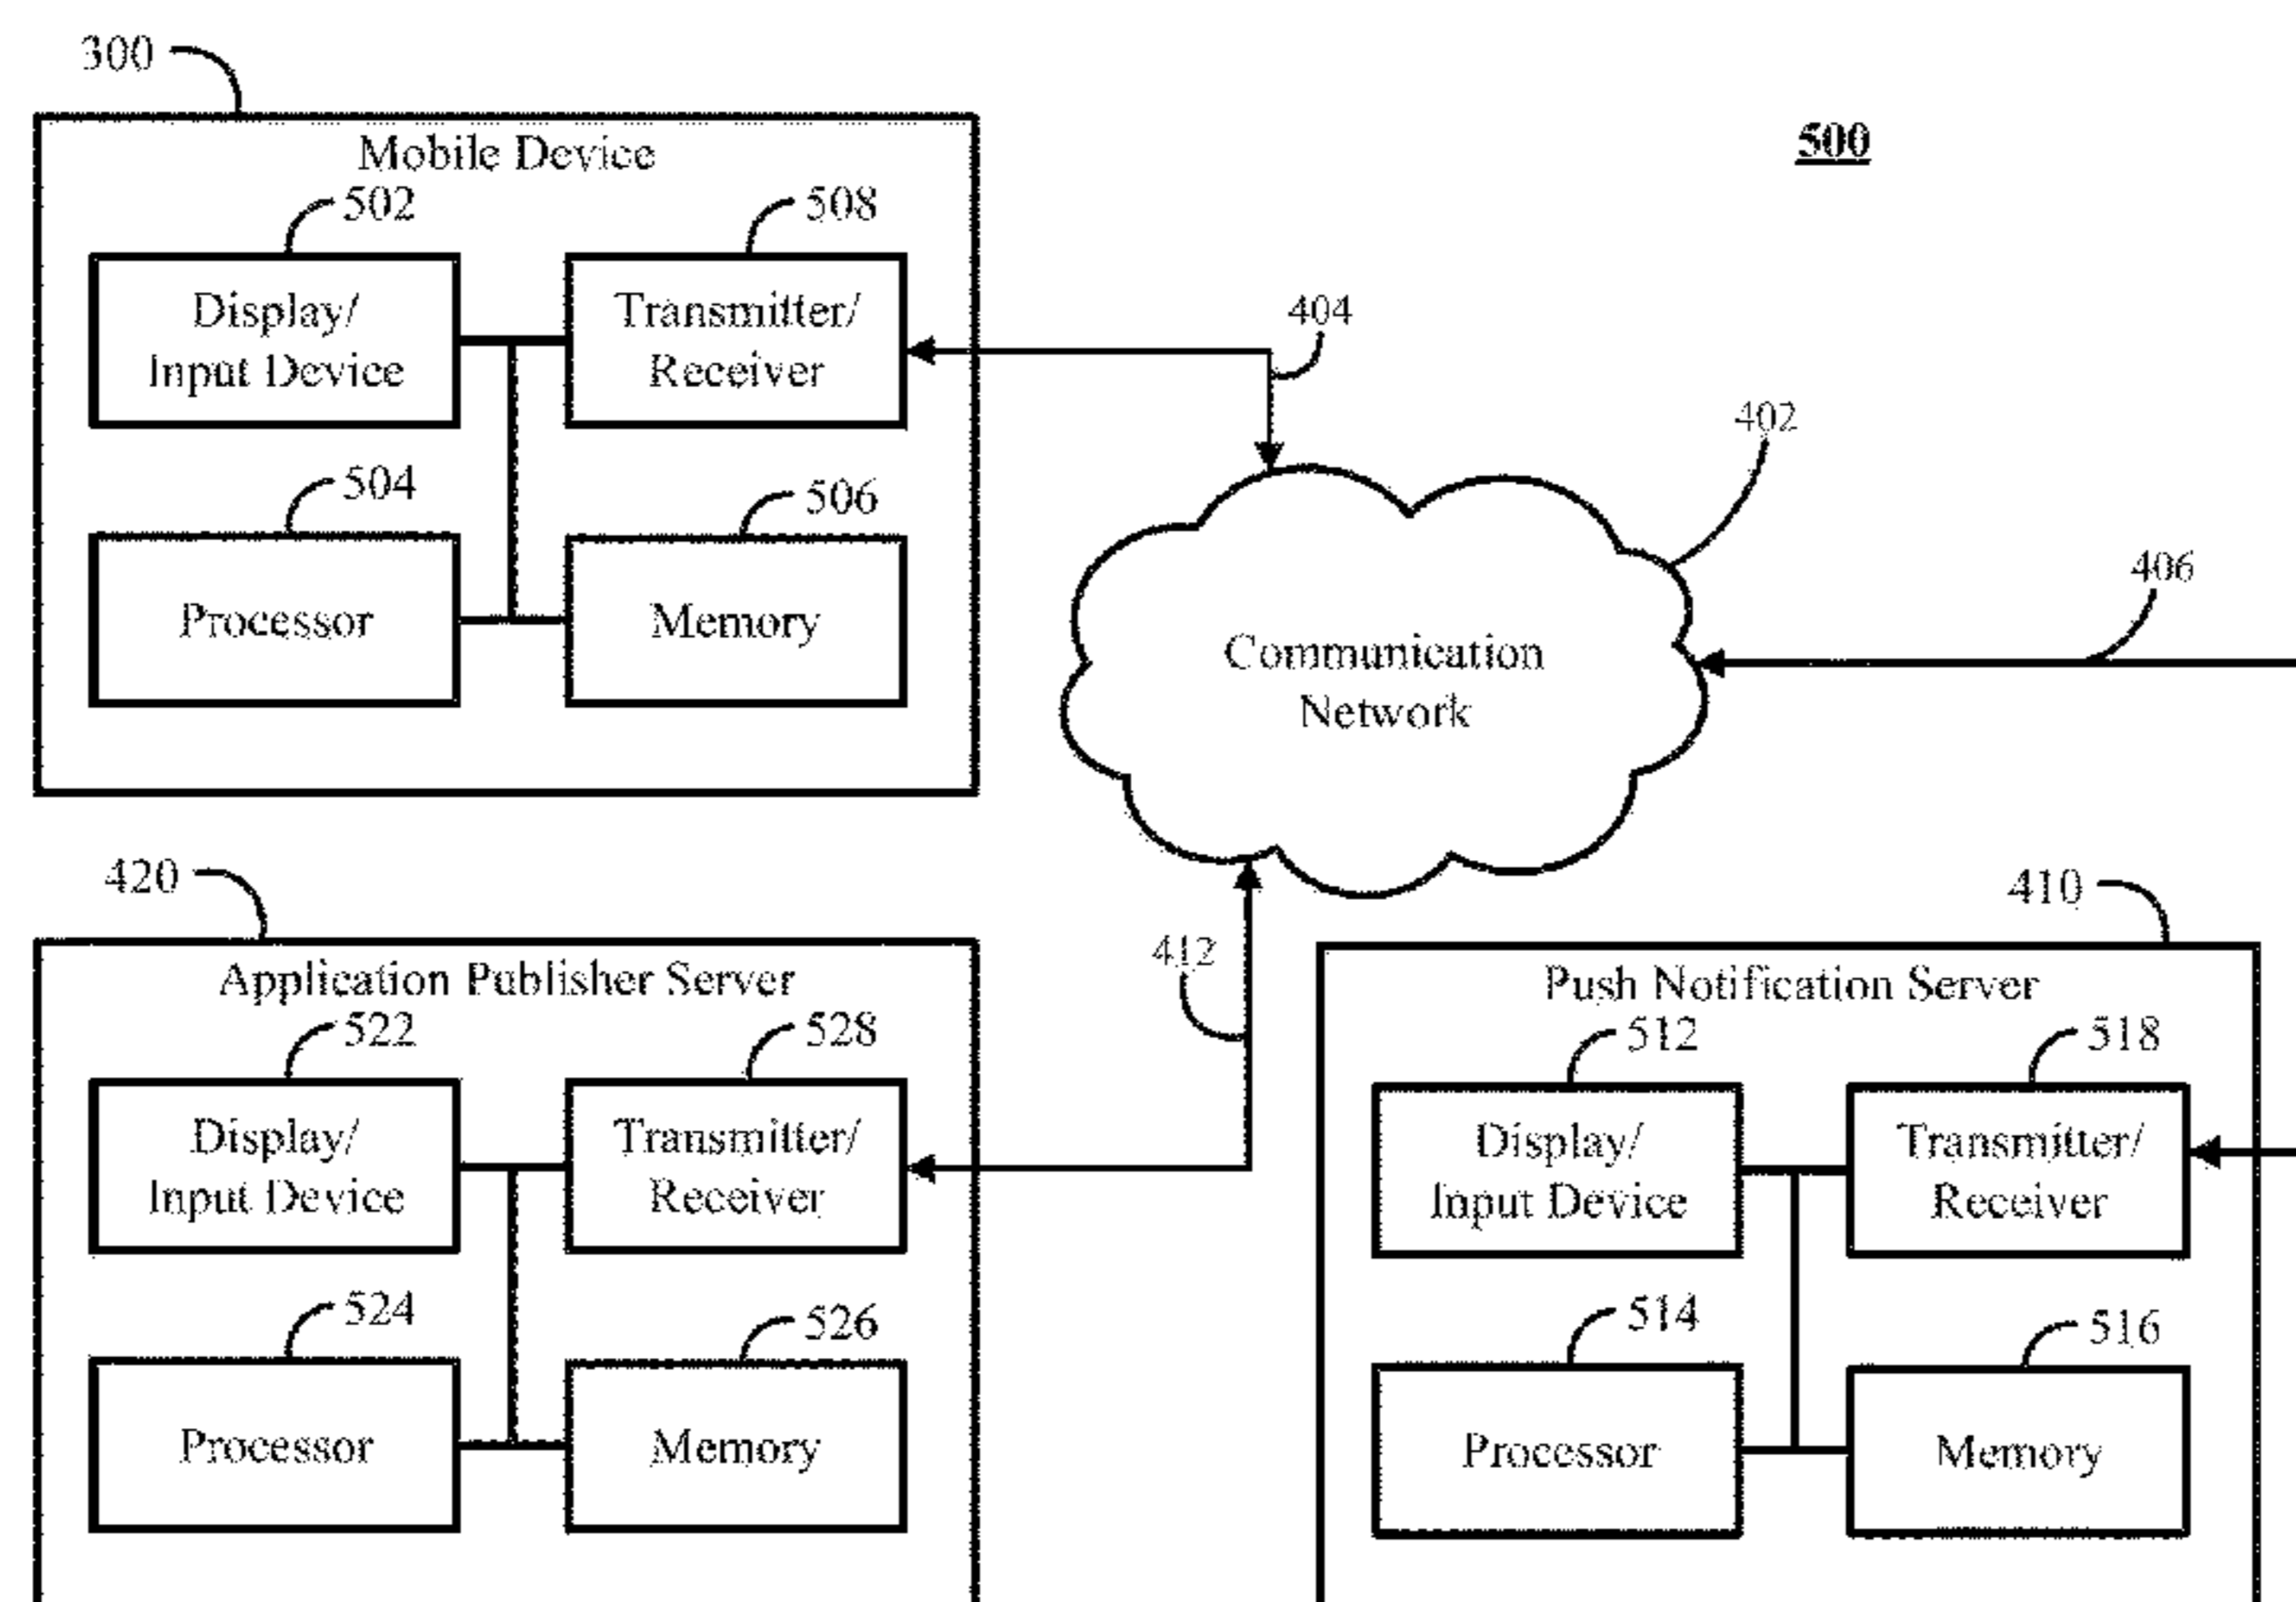 300
500
Mobile Device
502
508
Display/
Input Device
Transmitter/
Receiver
404
402
504
506
406
Processor
Memory
Communication
Network
420
410
412
Application Publisher Server
522
528
Display/
Input Device
Transmitter/
Receiver
524
526
Processor
Memory
Push Notification Server
512
518
Display/
Input Device
Transmitter/
Receiver
514
516
Processor
Memory